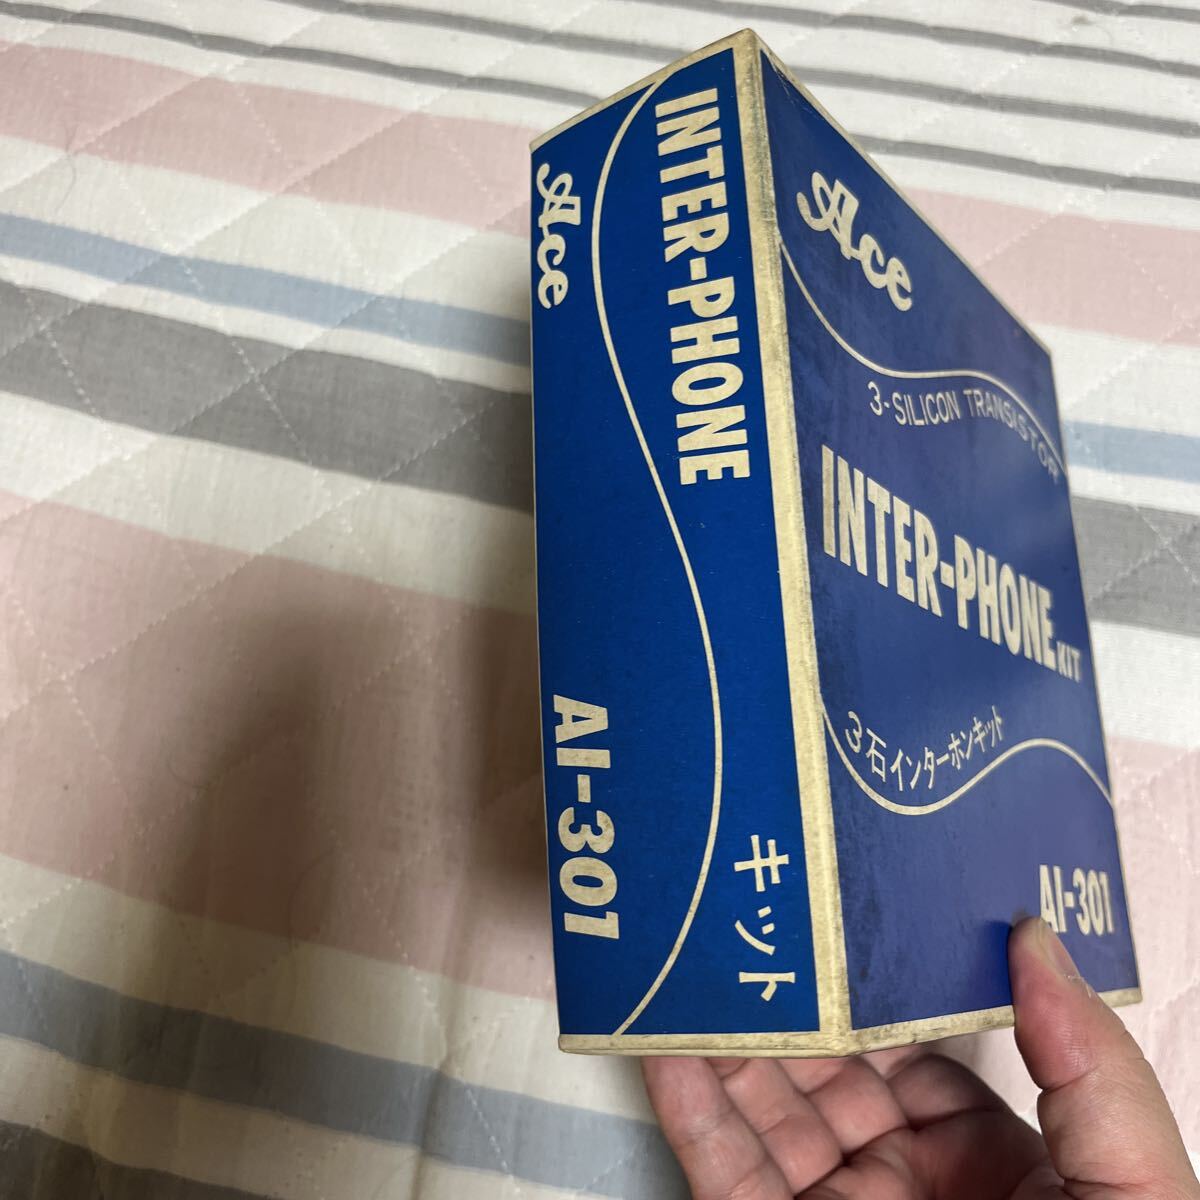 Ace
INTER-PHONE
AI-301
キット
Ace
3-SILICON TRANSISTOR
INTER-PHONE KIT
3石インターホンキット
AI-301